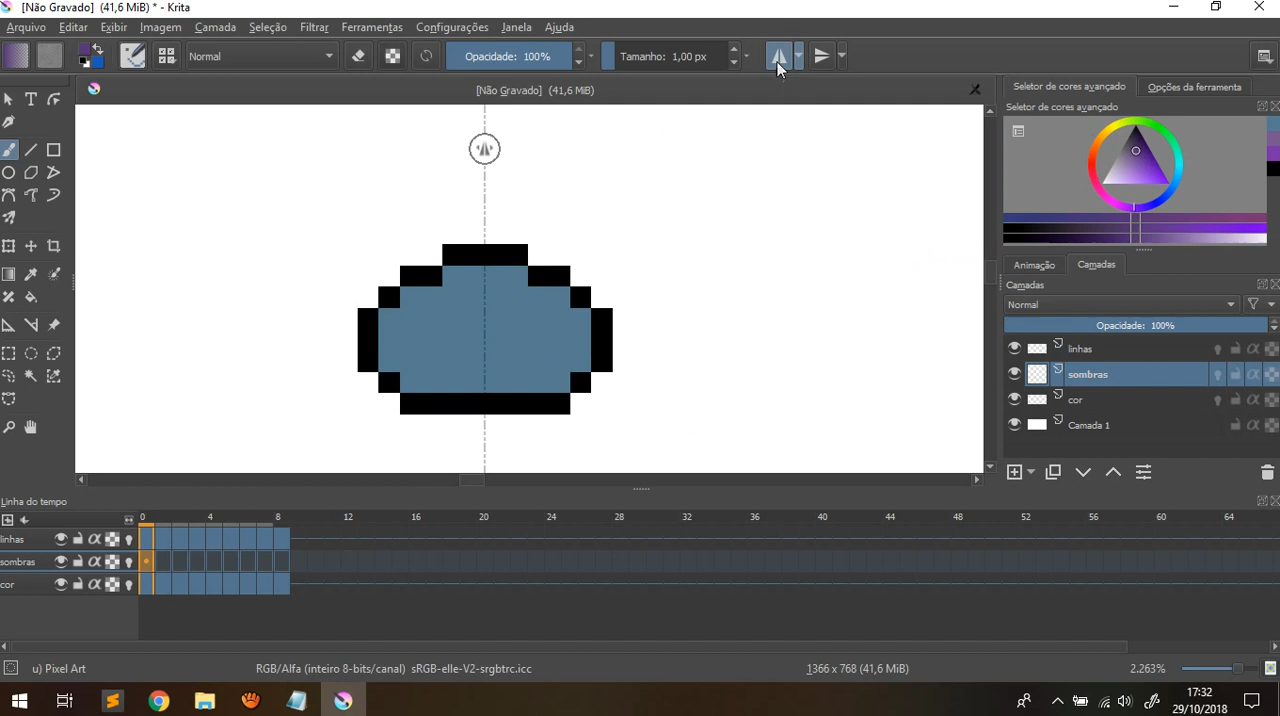 [Não Gravado] (41,6 MiB) * - Krita
Arquivo Editar Exibir Imagem Camada Seleção Filtrar Ferramentas Configurações Janela Ajuda
Normal Opacidade: 100% Tamanho: 1,00 px
[Não Gravado] (41,6 MiB)
Seletor de cores avançado Opções da ferramenta
Seletor de cores avançado
Animação Camadas
Camadas
Normal
Opacidade: 100%
linhas
sombras
cor
Camada 1
Linha do tempo
0 4 8 12 16 20 24 28 32 36 40 44 48 52 56 60 64
linhas
sombras
cor
u) Pixel Art RGB/Alfa (inteiro 8-bits/canal) sRGB-elle-V2-srgbtrc.icc 1366 x 768 (41,6 MiB) 2.263%
17:32
29/10/2018